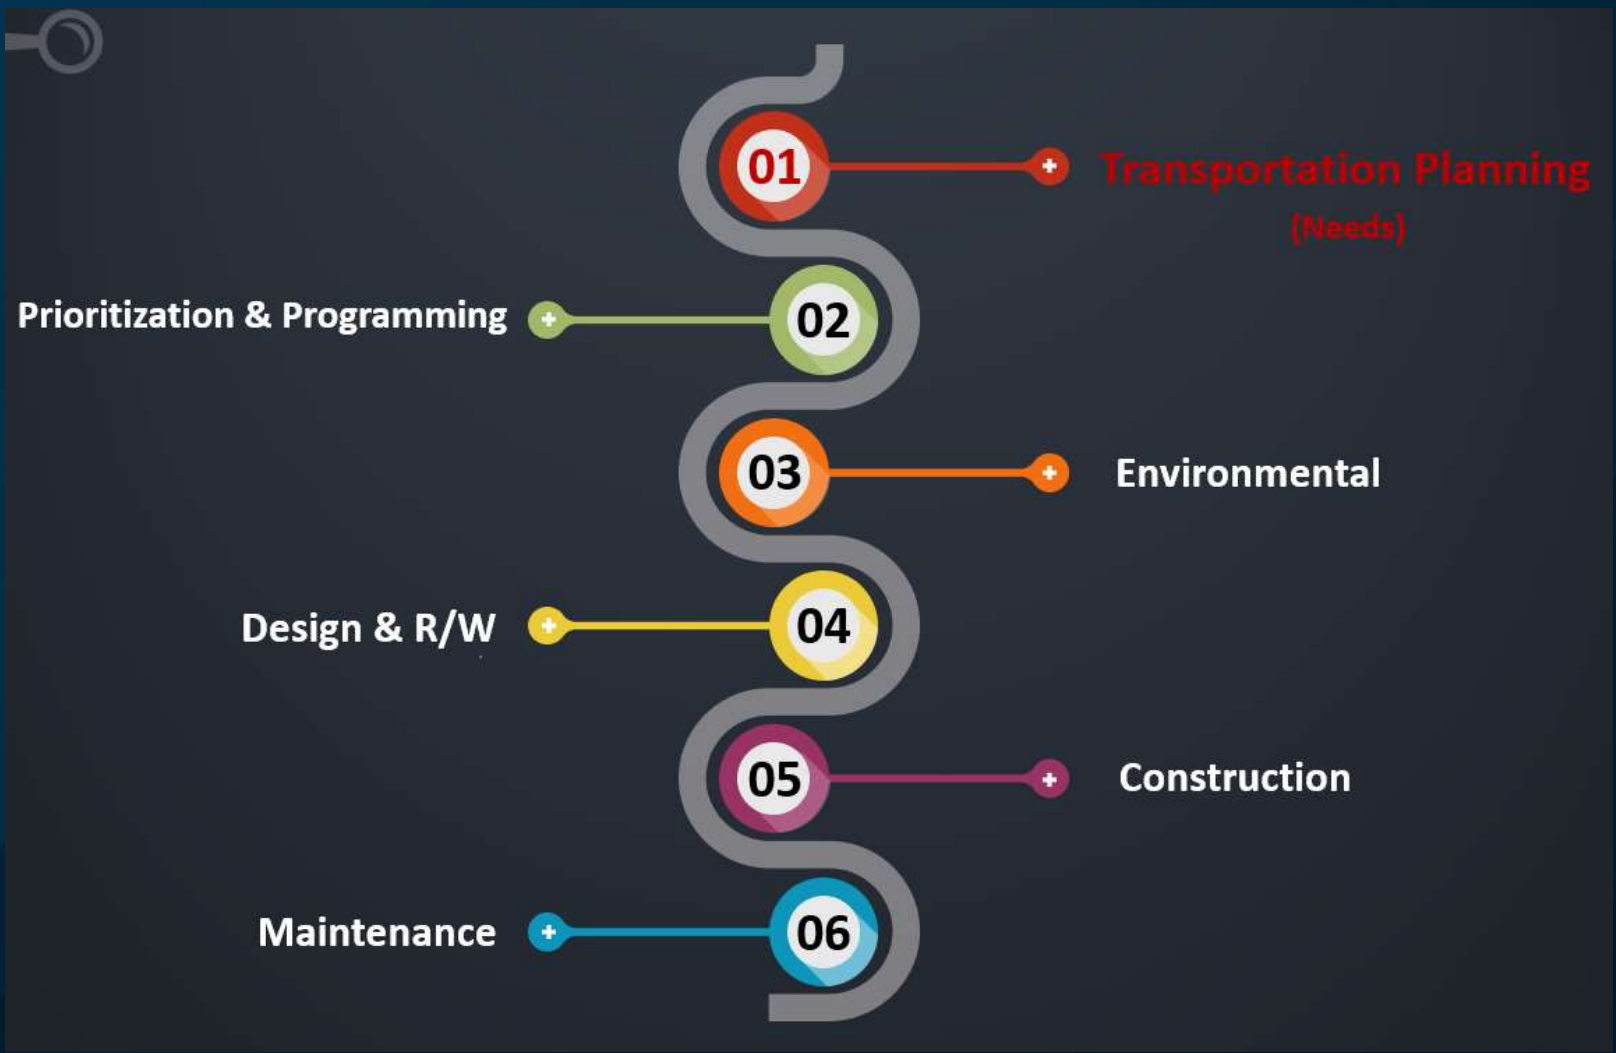 01
Transportation Planning
(Needs)
Prioritization & Programming
02
03
Environmental
Design & R/W
04
05
Construction
Maintenance
06